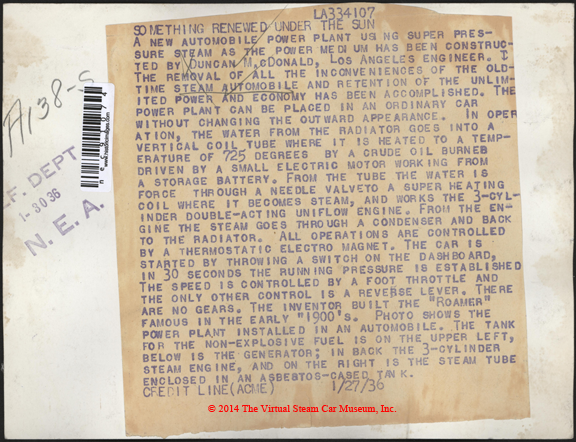 LA334107
SOMETHING RENEWED UNDER THE SUN
A NEW AUTOMOBILE POWER PLANT USING SUPER PRES-
SURE STEAM AS THE POWER MEDIUM HAS BEEN CONSTRUC-
TED BY DUNCAN M,CDONALD, LOS ANGELES ENGINEER.
THE REMOVAL OF ALL THE INCONVENIENCES OF THE OLD-
TIME STEAM AUTOMOBILE AND RETENTION OF THE UNLIM-
ITED POWER AND ECONOMY HAS BEEN ACCOMPLISHED. THE
POWER PLANT CAN BE PLACED IN AN ORDINARY CAR
WITHOUT CHANGING THE OUTWARD APPEARANCE. IN OPER
ATION, THE WATER FROM THE RADIATOR GOES INTO A
VERTICAL COIL TUBE WHERE IT IS HEATED TO A TEMP-
ERATURE OF 725 DEGREES BY A CRUDE OIL BURNEB
DRIVEN BY A SMALL ELECTRIC MOTOR WORKING FROM
A STORAGE BATTERY. FROM THE TUBE THE WATER IS
FORCE THROUGH A NEEDLE VALVETO A SUPER HEATING
COIL WHERE IT BECOMES STEAM, AND WORKS THE 3-CYL-
INDER DOUBLE-ACTING UNIFLOW ENGINE. FROM THE EN-
GINE THE STEAM GOES THROUGH A CONDENSER AND BACK
TO THE RADIATOR. ALL OPERATIONS ARE CONTROLLED
BY A THERMOSTATIC ELECTRO MAGNET. THE CAR IS
STARTED BY THROWING A SWITCH ON THE DASHBOARD,
IN 30 SECONDS THE RUNNING PRESSURE IS ESTABLISHED
THE SPEED IS CONTROLLED BY A FOOT THROTTLE AND
THE ONLY OTHER CONTROL IS A REVERSE LEVER. THERE
ARE NO GEARS. THE INVENTOR BUILT THE "ROAMER"
FAMOUS IN THE EARLY "1900'S. PHOTO SHOWS THE
POWER PLANT INSTALLED IN AN AUTOMOBILE. THE TANK
FOR THE NON-EXPLOSIVE FUEL IS ON THE UPPER LEFT,
BELOW IS THE GENERATOR; IN BACK THE 3-CYLINDER
STEAM ENGINE, AND ON THE RIGHT IS THE STEAM TUBE
ENCLOSED IN AN ASBESTOS-CASED TANK.
CREDIT LINE(ACME) 1/27/36
A138-S
F. DEPT
1-30 36
N. E. A.
© 2014 The Virtual Steam Car Museum, Inc.